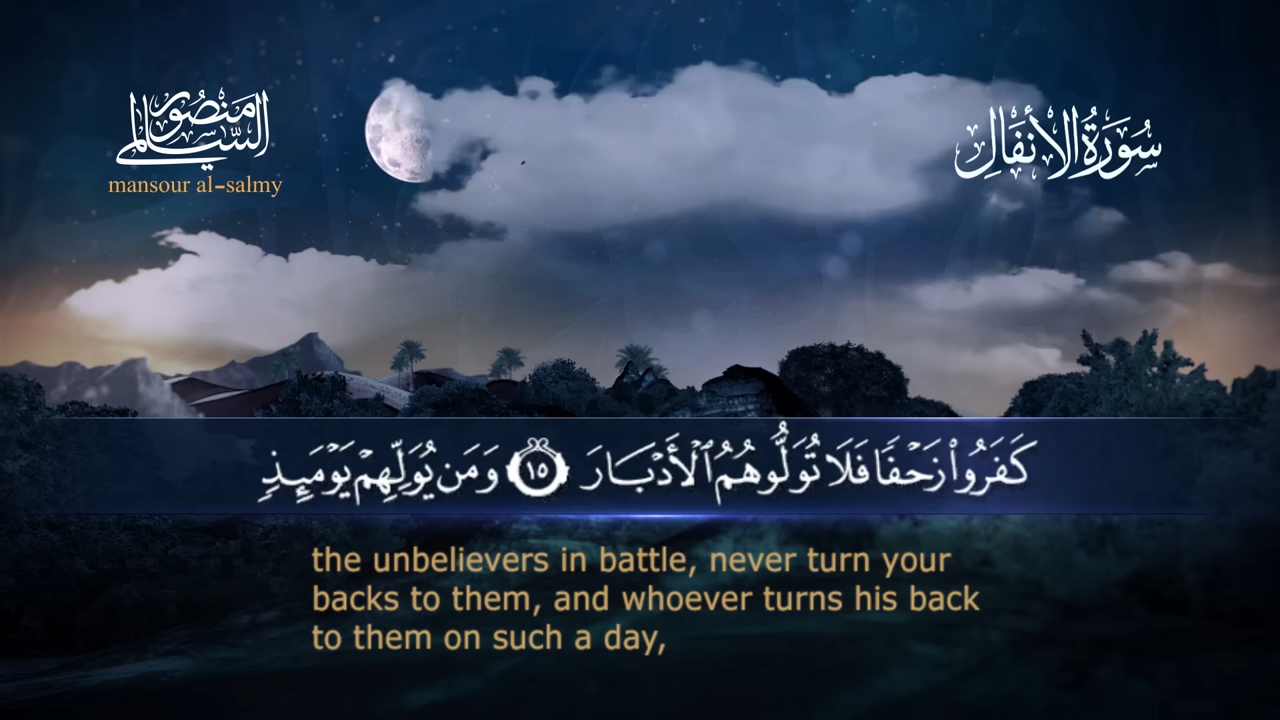 منصور السالمي
mansour al-salmy
سُورَةُ الأَنفَالِ
كَفَرُواْ زَحۡفٗا فَلَا تُوَلُّوهُمُ ٱلۡأَدۡبَارَ ١٥ وَمَن يُوَلِّهِمۡ يَوۡمَئِذٖ
the unbelievers in battle, never turn your
backs to them, and whoever turns his back
to them on such a day,